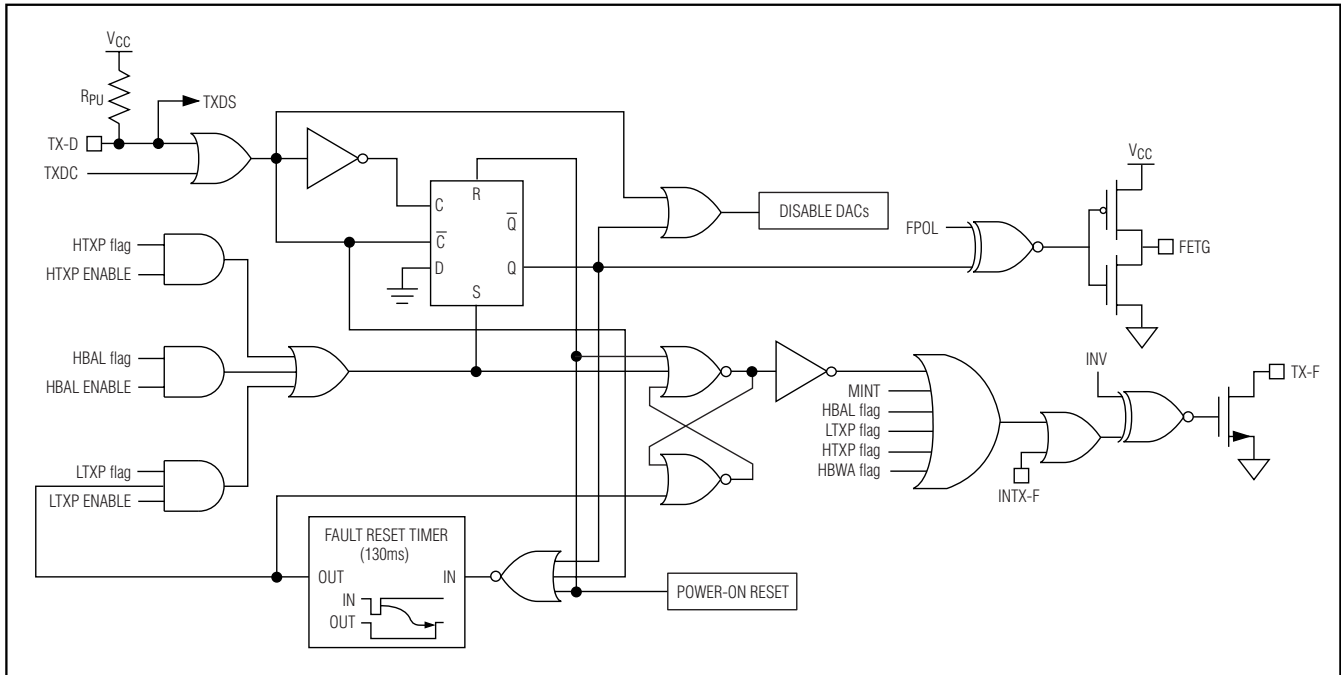 VCC
RPU
TXDS
TX-D
TXDC
HTXP flag
HTXP ENABLE
HBAL flag
HBAL ENABLE
LTXP flag
LTXP ENABLE
R
C
C̅
D
S
Q̅
Q
DISABLE DACs
FPOL
VCC
FETG
MINT
HBAL flag
LTXP flag
HTXP flag
HBWA flag
INTX-F
INV
TX-F
FAULT RESET TIMER
(130ms)
OUT
IN
IN
OUT
POWER-ON RESET